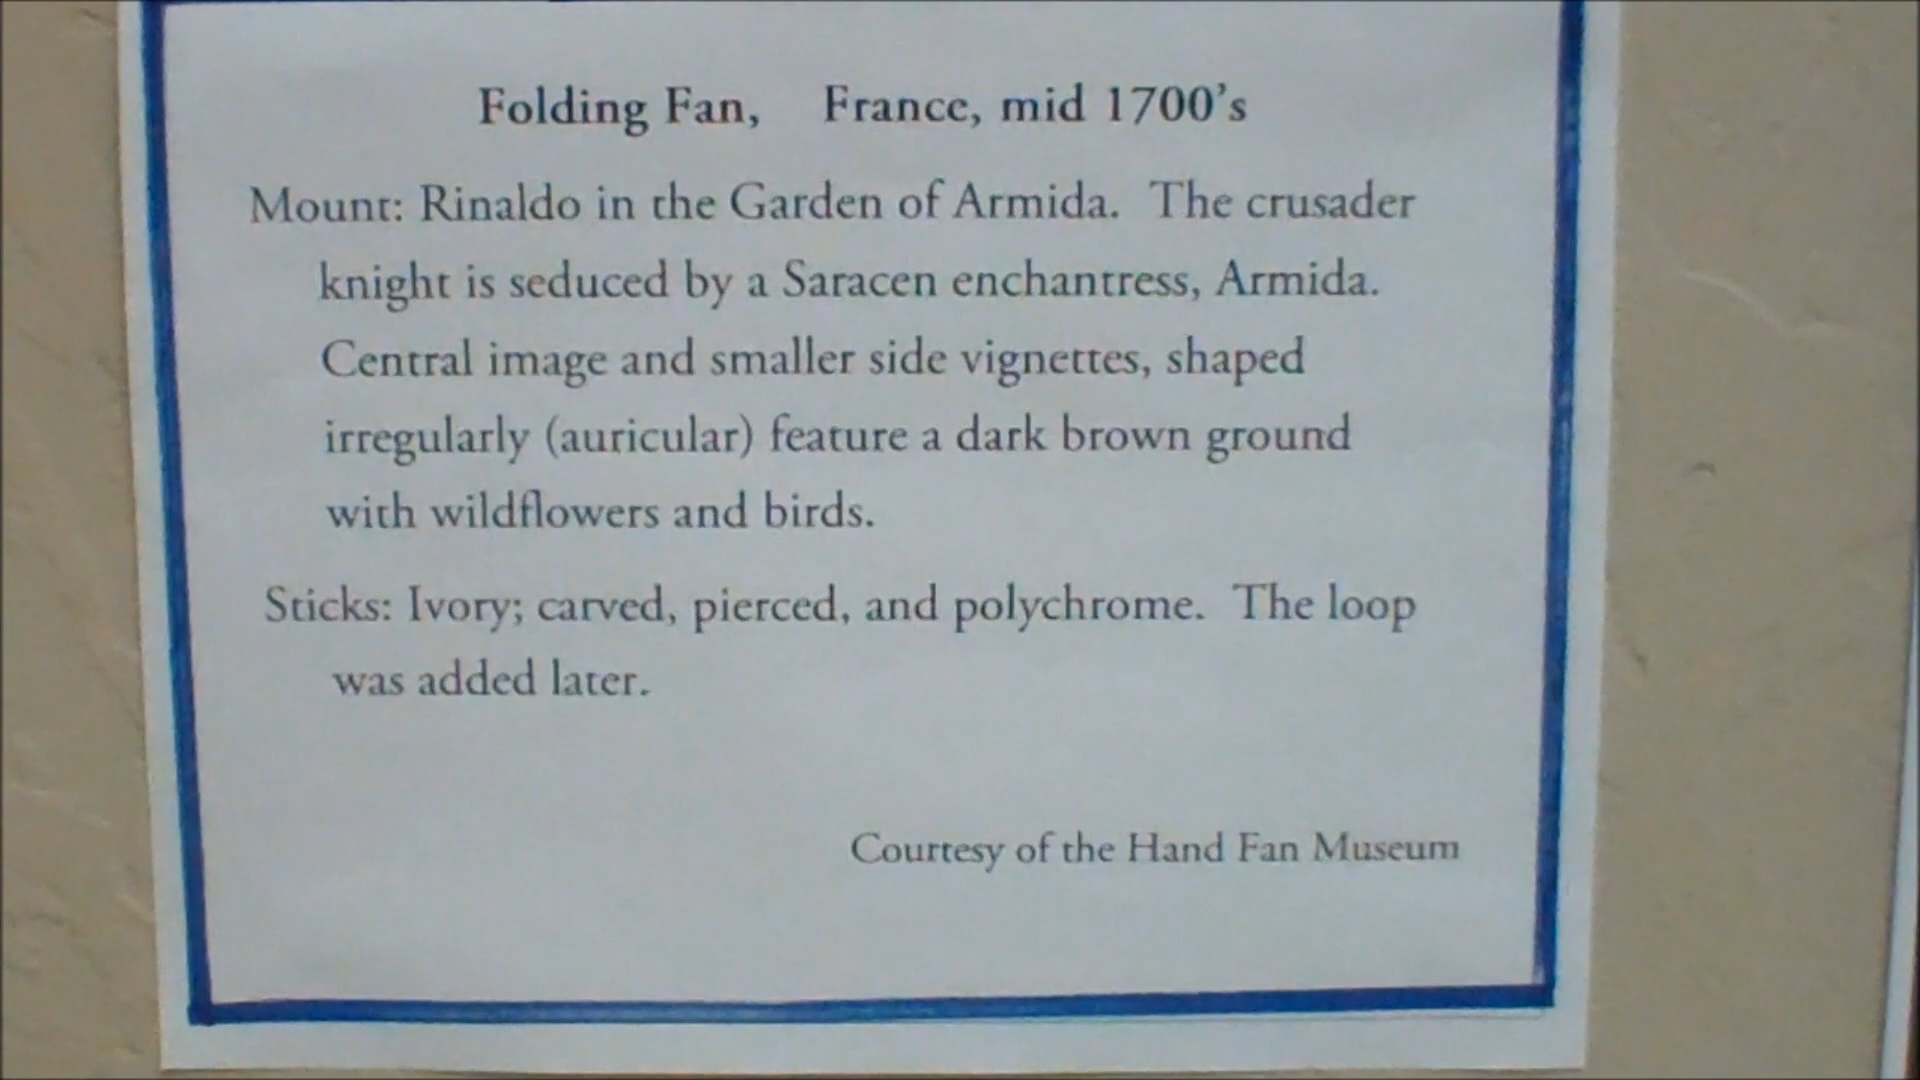 Folding Fan, France, mid 1700's
Mount: Rinaldo in the Garden of Armida. The crusader
knight is seduced by a Saracen enchantress, Armida.
Central image and smaller side vignettes, shaped
irregularly (auricular) feature a dark brown ground
with wildflowers and birds.
Sticks: Ivory; carved, pierced, and polychrome. The loop
was added later.
Courtesy of the Hand Fan Museum